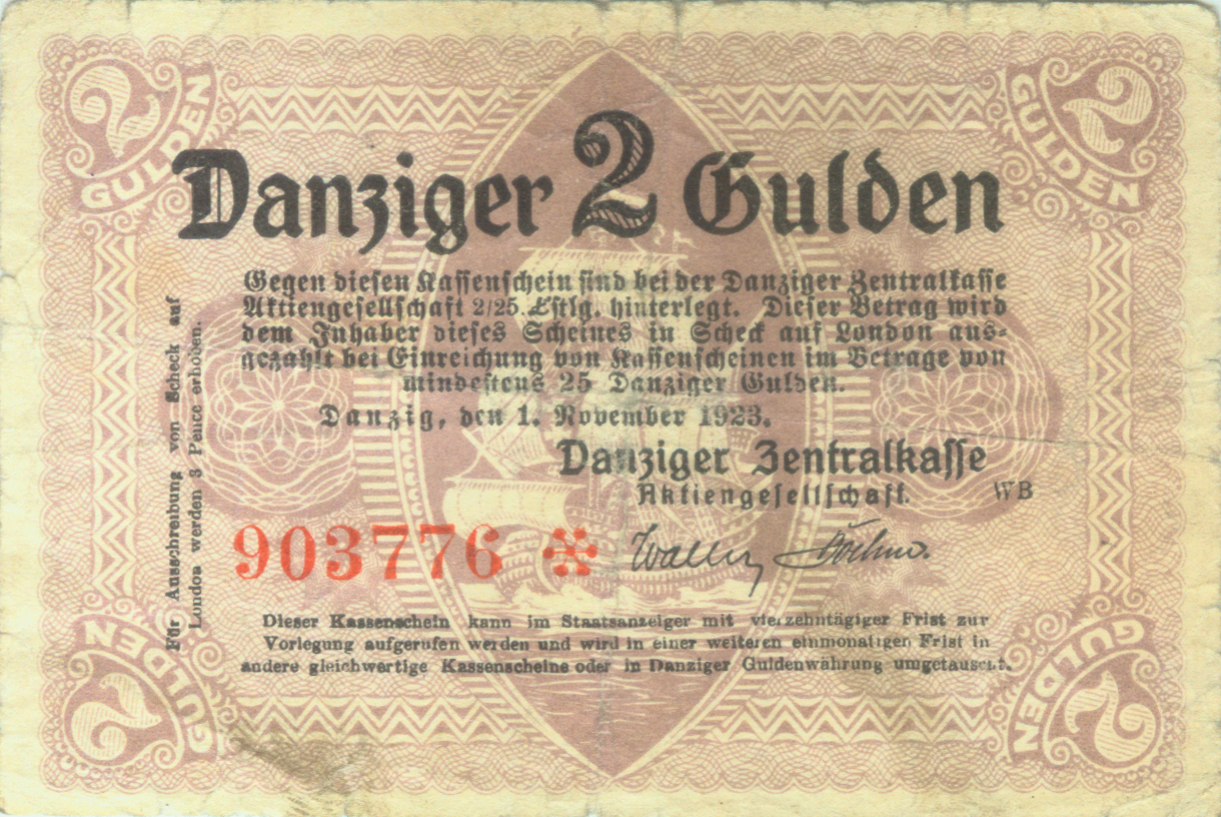 2
GULDEN
2
GULDEN
Danziger 2 Gulden
Gegen diesen Kassenschein sind bei der Danziger Zentralkasse
Aktiengesellschaft 2/25 £stlg. hinterlegt. Dieser Betrag wird
dem Inhaber dieses Scheines in Scheck auf London aus-
gezahlt bei Einreichung von Kassenscheinen im Betrage von
mindestens 25 Danziger Gulden.
Danzig, den 1. November 1923.
Danziger Zentralkasse
Aktiengesellschaft.
WB
903776
Für Ausschreibung von Scheck auf
London werden 3 Pence erhoben.
Dieser Kassenschein kann im Staatsanzeiger mit vierzehntägiger Frist zur
Vorlegung aufgerufen werden und wird in einer weiteren einmonatigen Frist in
andere gleichwertige Kassenscheine oder in Danziger Guldenwährung umgetauscht.
GULDEN
2
GULDEN
2